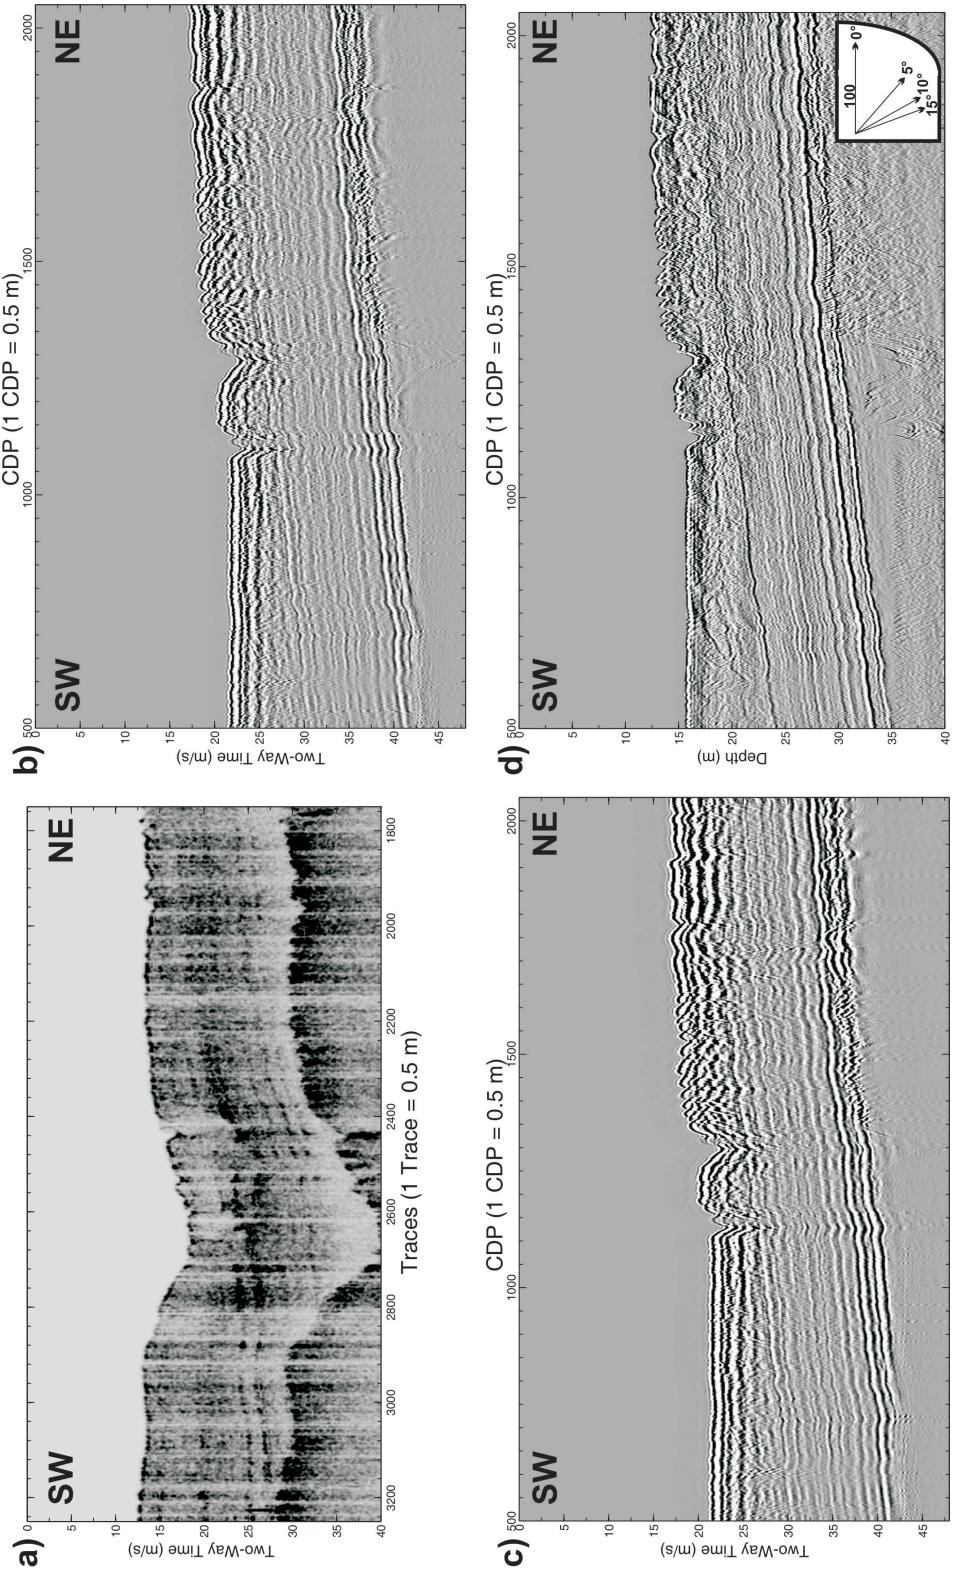 a)
SW
NE
0
5
10
15
20
25
30
35
40
Two-Way Time (m/s)
3200 3000 2800 2600 2400 2200 2000 1800
Traces (1 Trace = 0.5 m)
b)
CDP (1 CDP = 0.5 m)
500 1000 1500 2000
SW
NE
0
5
10
15
20
25
30
35
40
45
Two-Way Time (m/s)
c)
CDP (1 CDP = 0.5 m)
500 1000 1500 2000
SW
NE
0
5
10
15
20
25
30
35
40
45
Two-Way Time (m/s)
d)
CDP (1 CDP = 0.5 m)
500 1000 1500 2000
SW
NE
0
5
10
15
20
25
30
35
40
Depth (m)
100
0°
5°
10°
15°